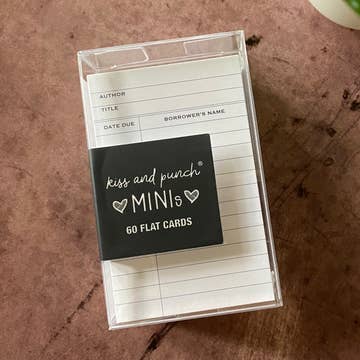 AUTHOR
TITLE
DATE DUE BORROWER'S NAME
kiss and punch®
MINIs
60 FLAT CARDS